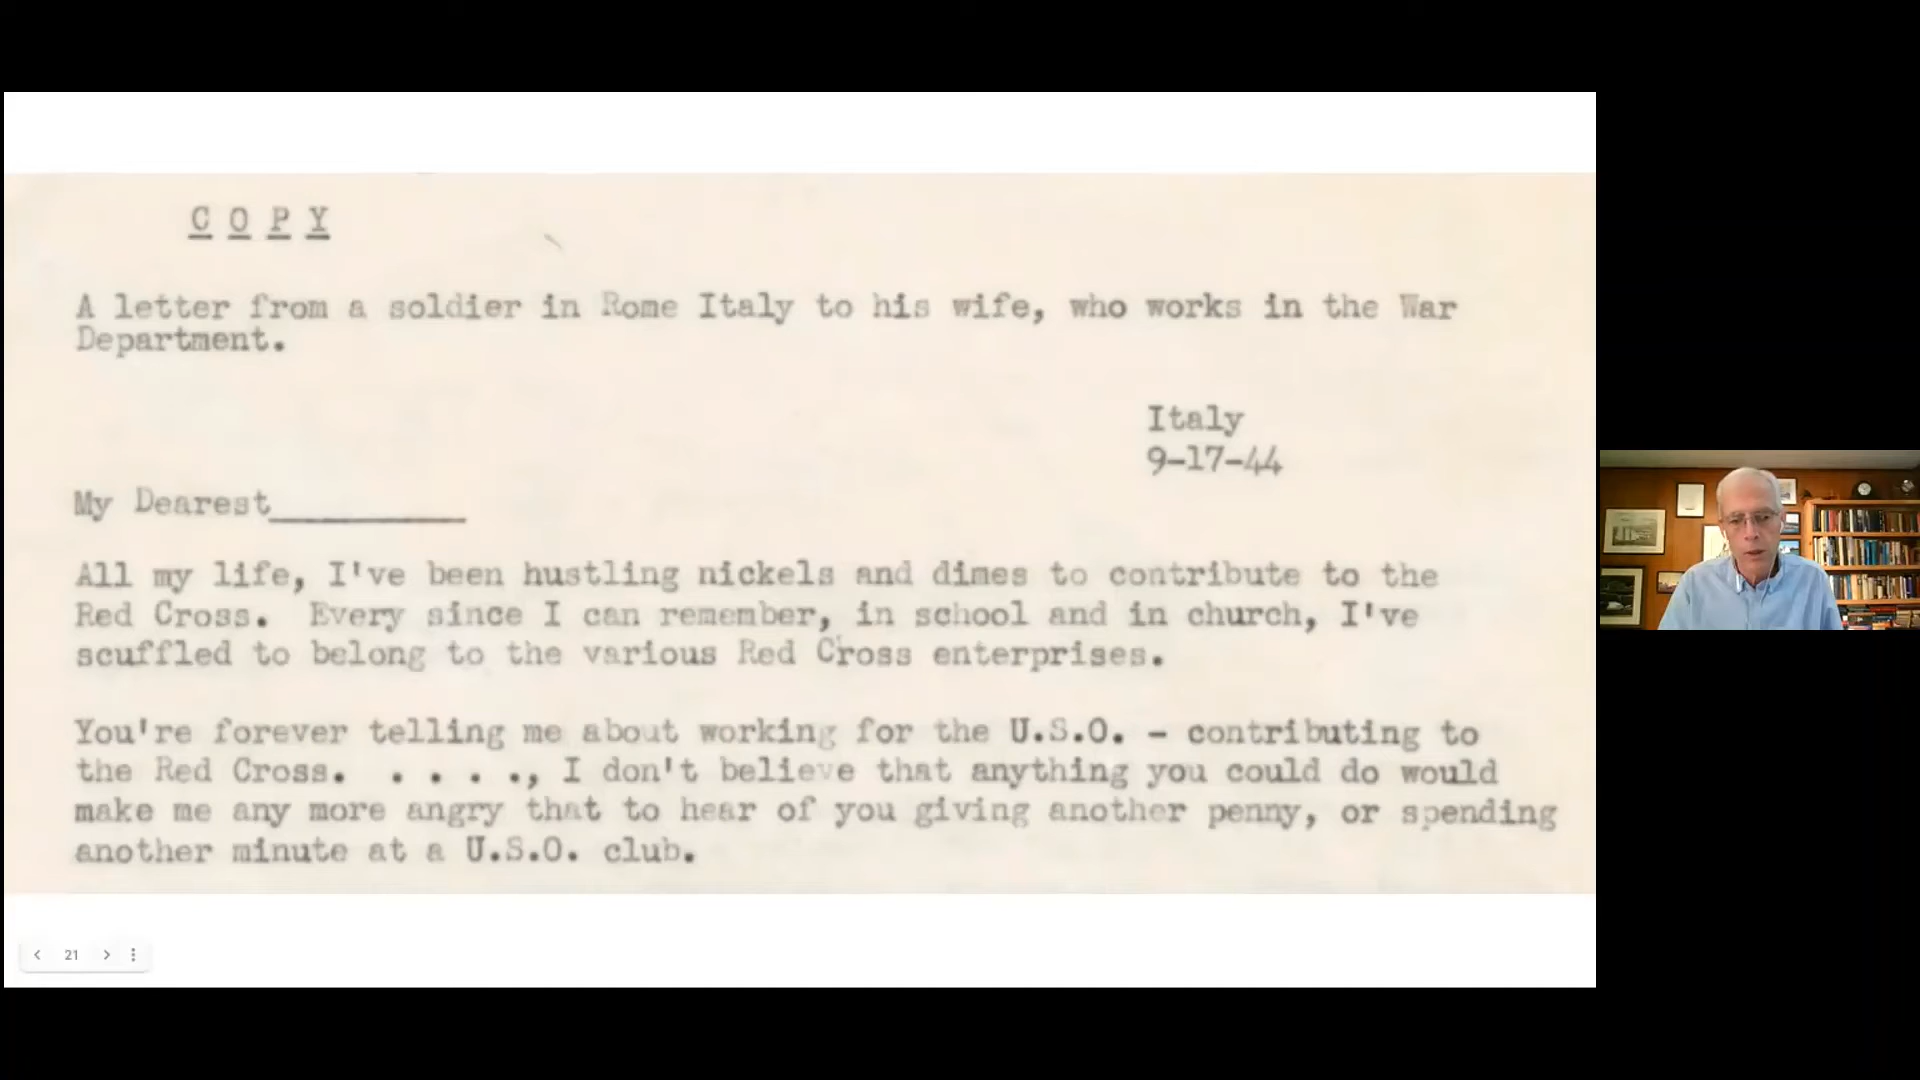 C O P Y
A letter from a soldier in Rome Italy to his wife, who works in the War
Department.
Italy
9-17-44
My Dearest__________
All my life, I've been hustling nickels and dimes to contribute to the
Red Cross. Every since I can remember, in school and in church, I've
scuffled to belong to the various Red Cross enterprises.
You're forever telling me about working for the U.S.O. - contributing to
the Red Cross. . . . ., I don't believe that anything you could do would
make me any more angry that to hear of you giving another penny, or spending
another minute at a U.S.O. club.
21